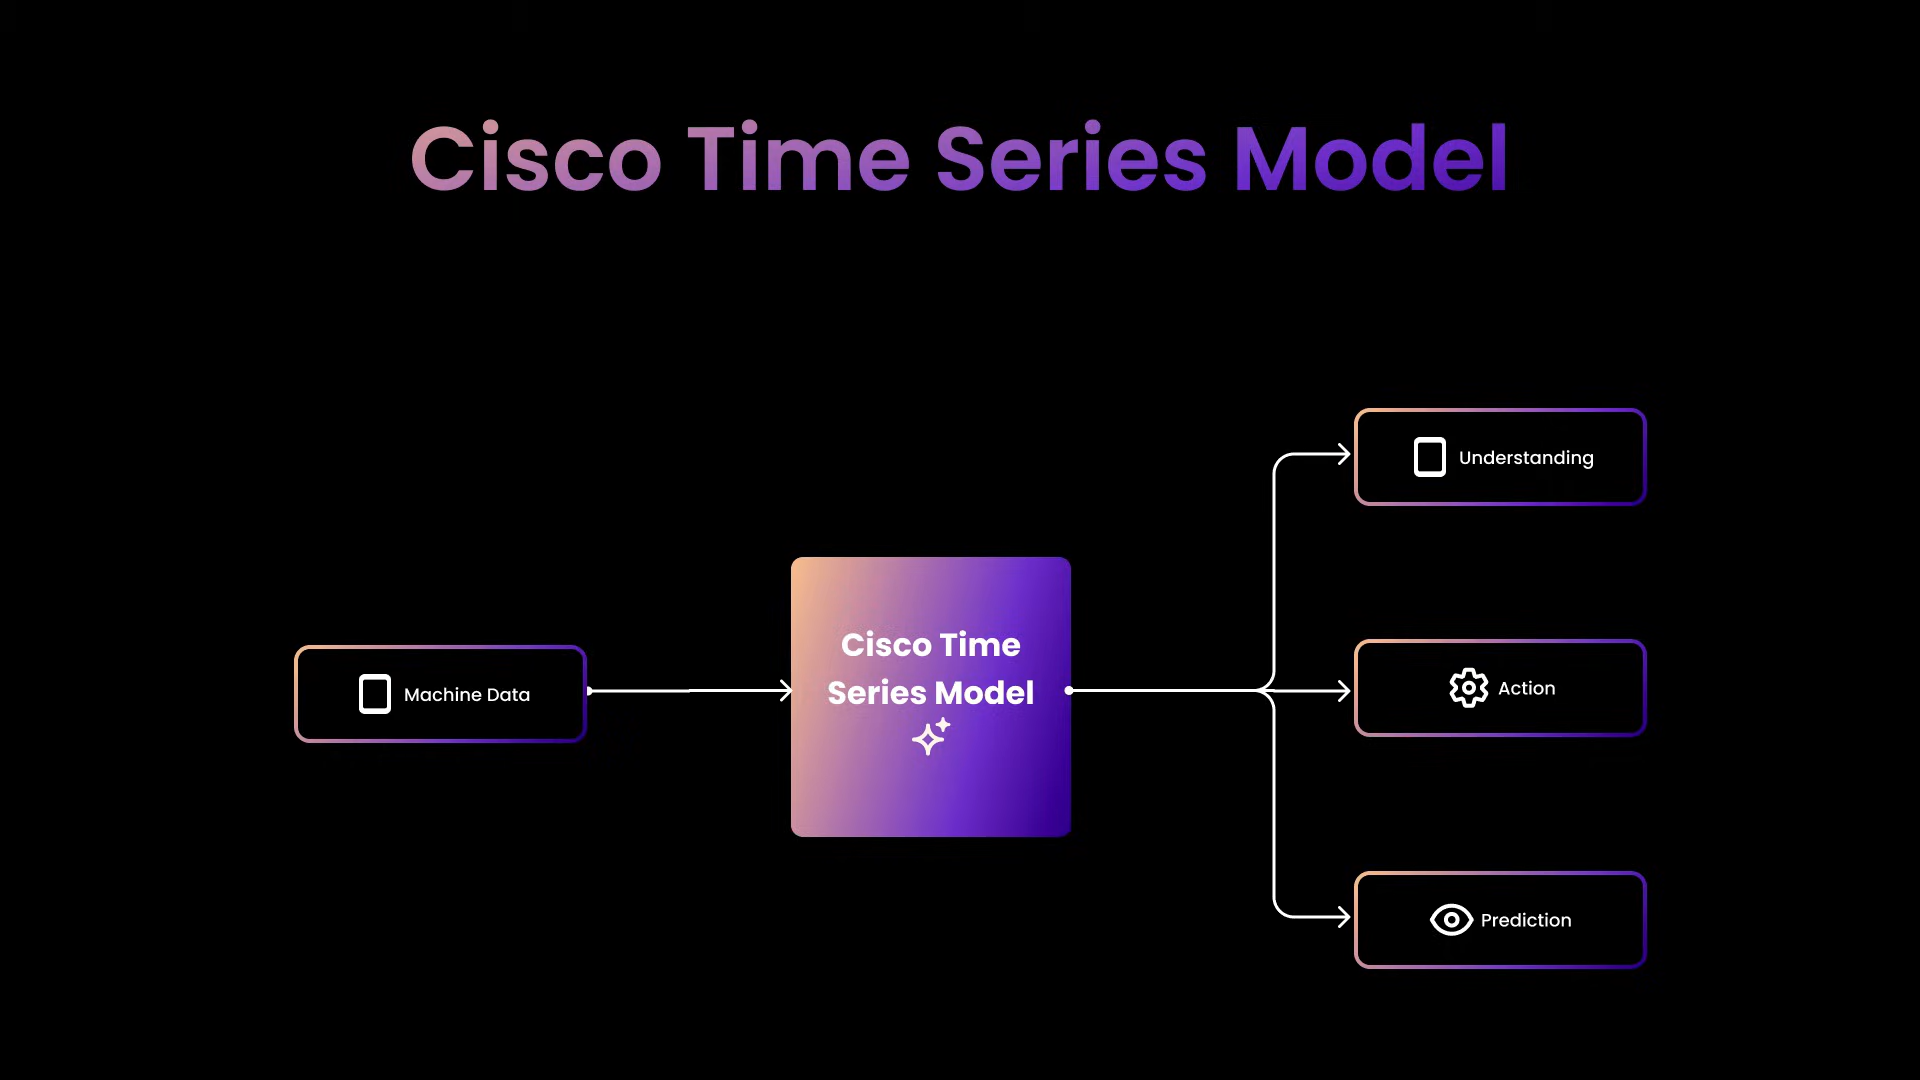 Cisco Time Series Model
Understanding
Cisco Time
Series Model
Machine Data
Action
Prediction